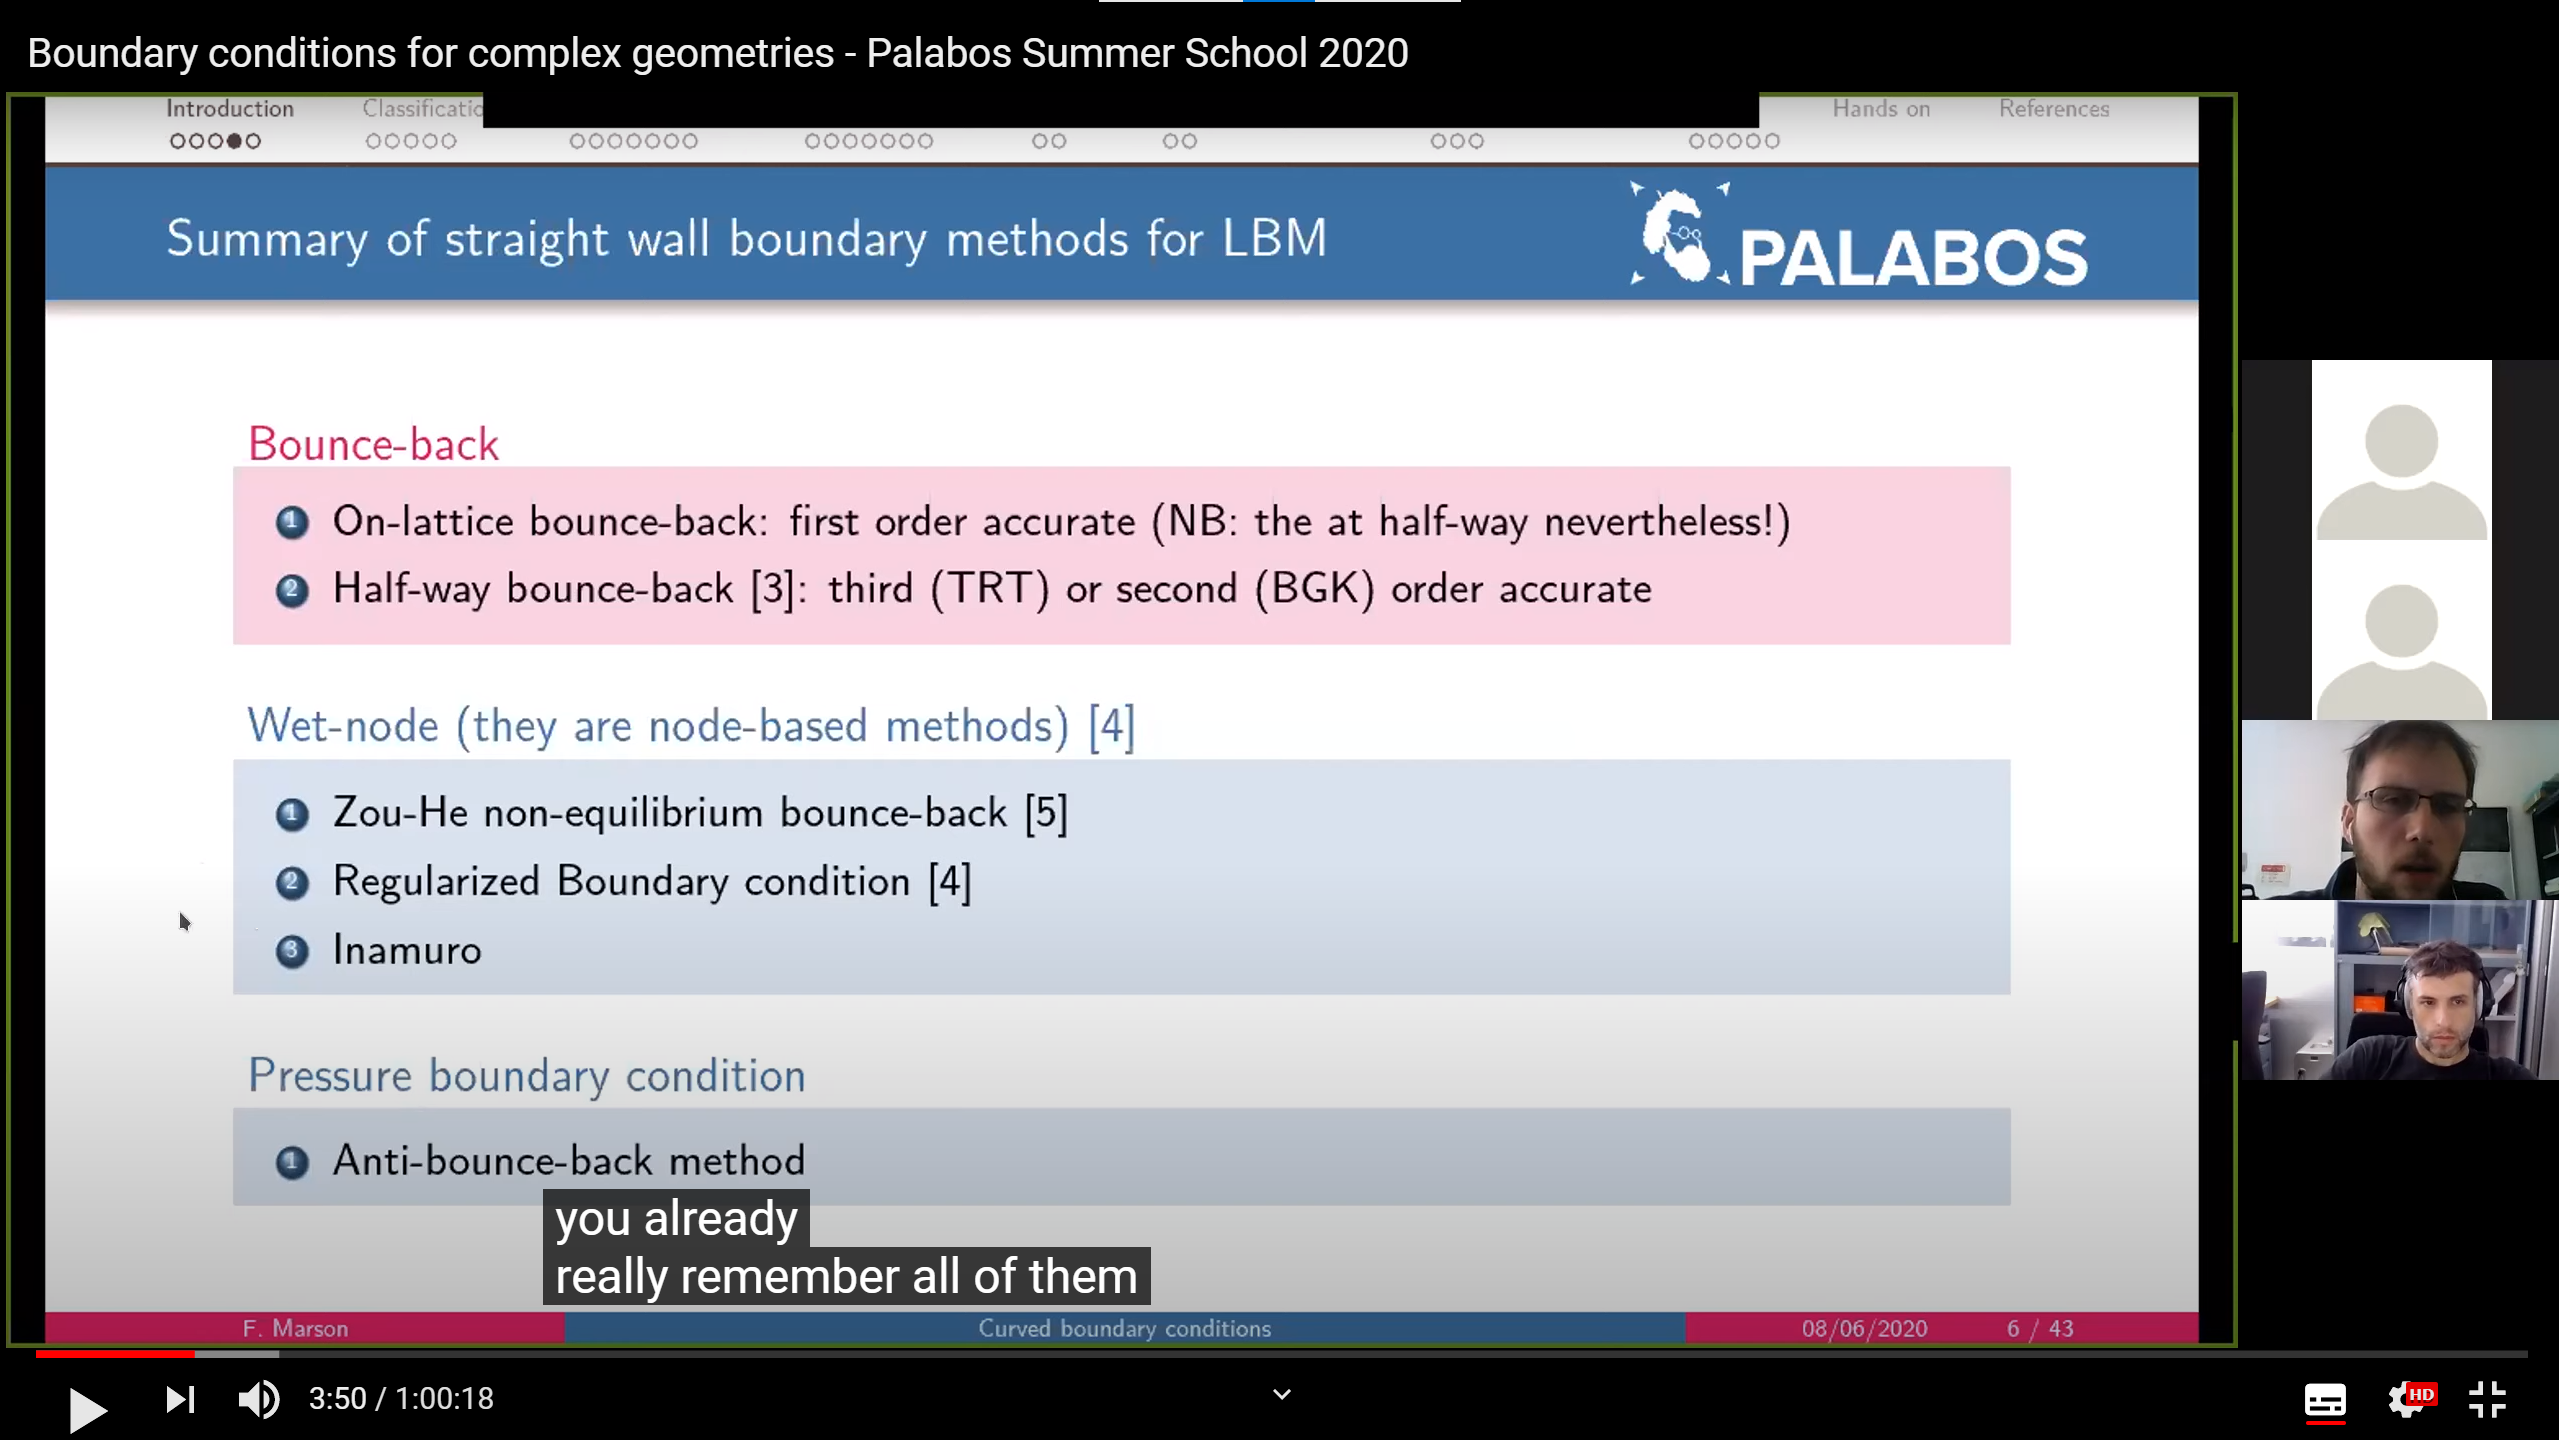 Boundary conditions for complex geometries - Palabos Summer School 2020
Introduction
Hands on
References
Summary of straight wall boundary methods for LBM
PALABOS
Bounce-back
1 On-lattice bounce-back: first order accurate (NB: the at half-way nevertheless!)
2 Half-way bounce-back [3]: third (TRT) or second (BGK) order accurate
Wet-node (they are node-based methods) [4]
1 Zou-He non-equilibrium bounce-back [5]
2 Regularized Boundary condition [4]
3 Inamuro
Pressure boundary condition
1 Anti-bounce-back method
you already
really remember all of them
F. Marson
Curved boundary conditions
08/06/2020
6 / 43
3:50 / 1:00:18
HD